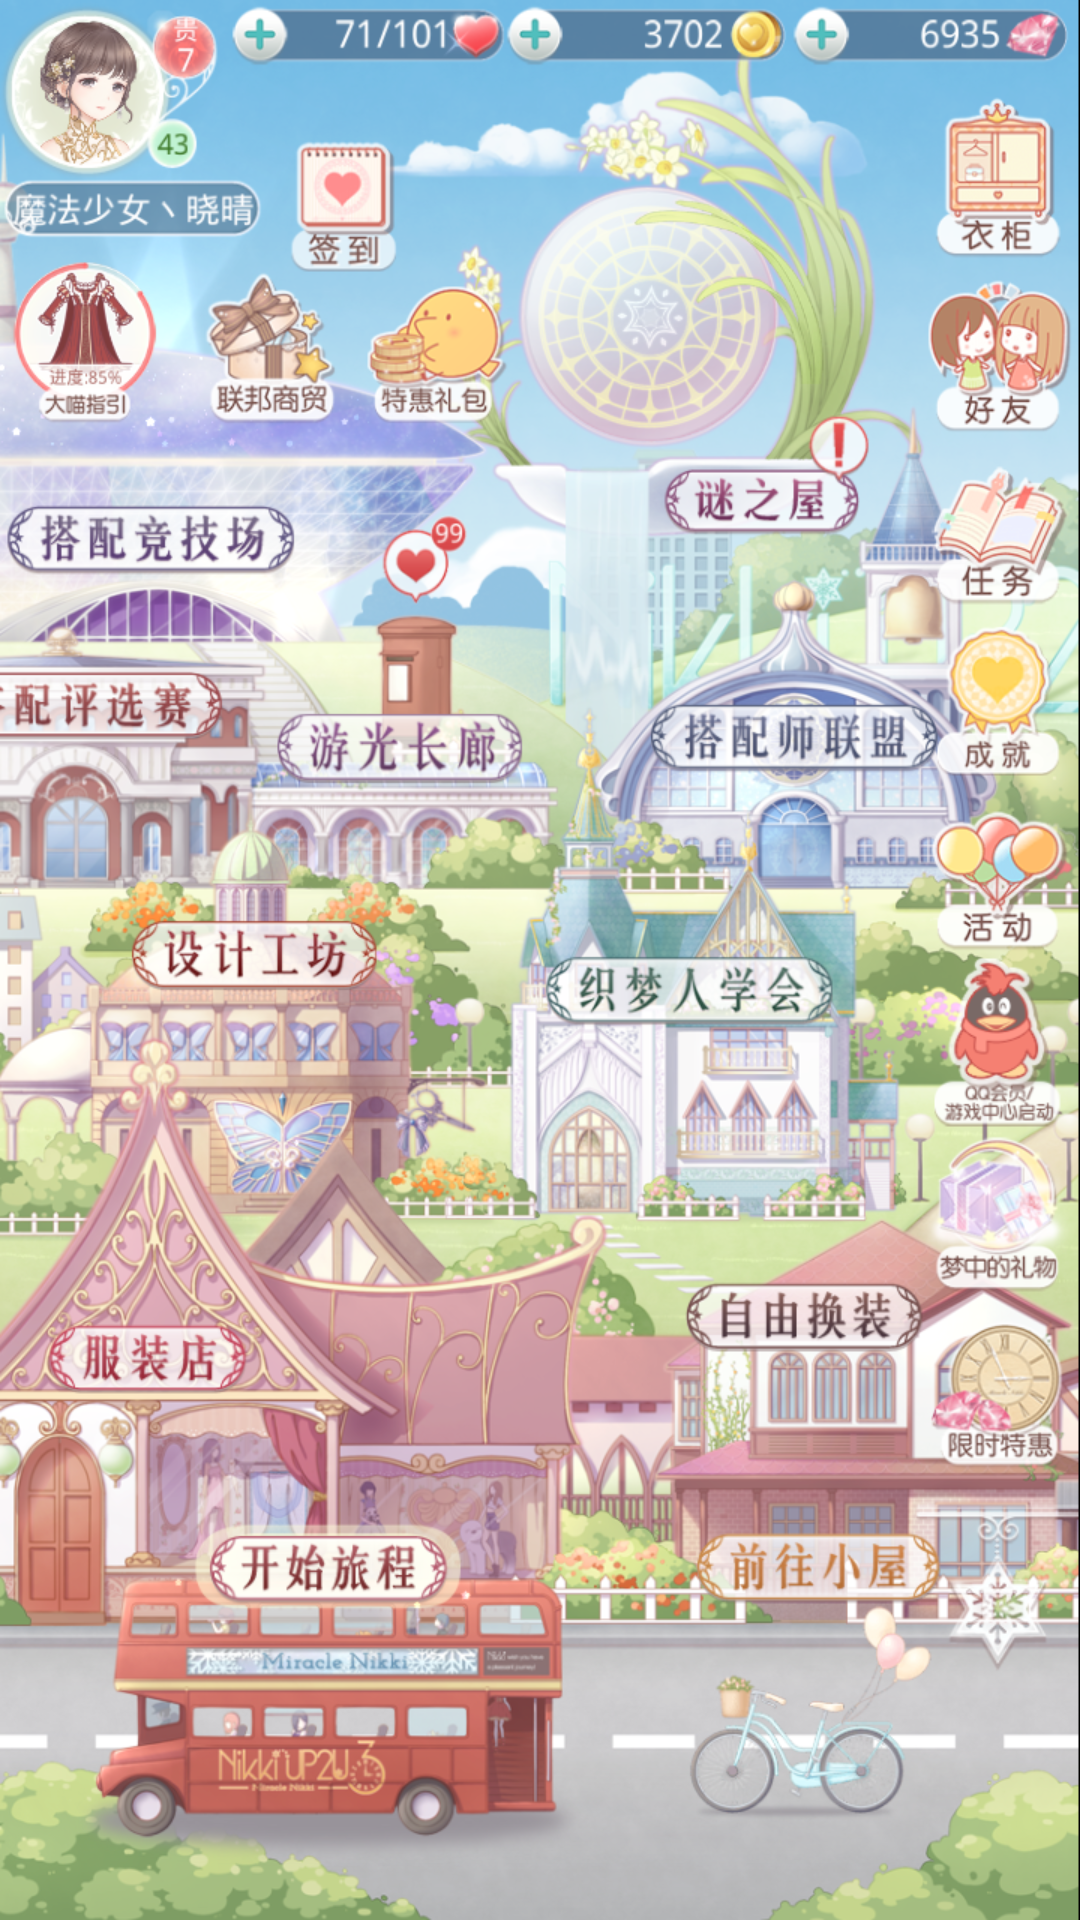 贵
7
71/101
3702
6935
43
魔法少女丶晓晴
签到
衣柜
进度:85%
大喵指引
联邦商贸
特惠礼包
好友
谜之屋
搭配竞技场
99
任务
配评选赛
游光长廊
搭配师联盟
成就
设计工坊
活动
织梦人学会
QQ会员/
游戏中心启动
梦中的礼物
自由换装
服装店
限时特惠
开始旅程
前往小屋
Miracle Nikki
Nikki UP2U 3
Miracle Nikki